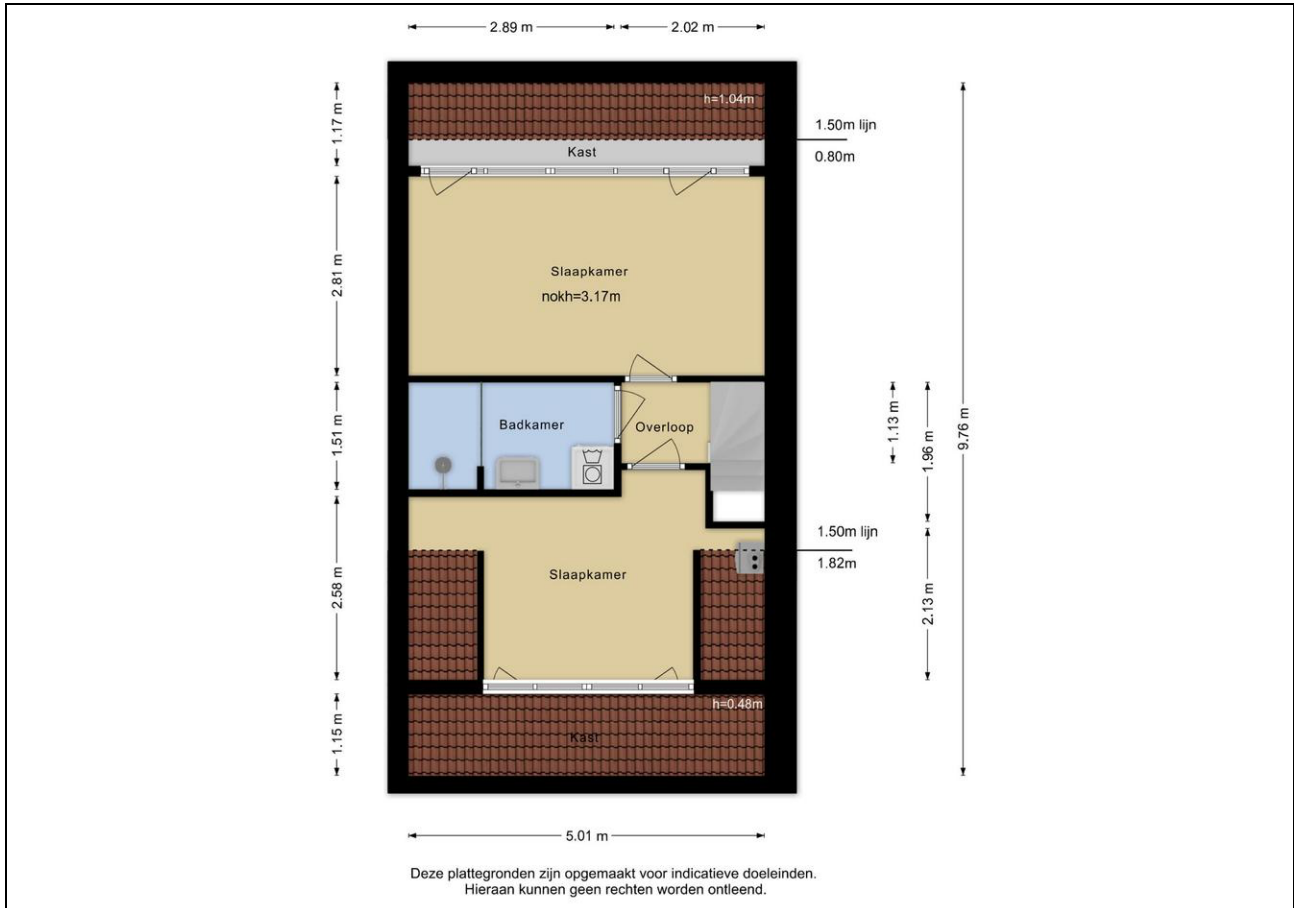 2.89 m
2.02 m
h=1.04m
1.17 m
1.50m lijn
Kast
0.80m
Slaapkamer
nokh=3.17m
2.81 m
Badkamer
Overloop
1.51 m
1.13 m
1.96 m
9.76 m
1.50m lijn
1.82m
Slaapkamer
2.58 m
2.13 m
h=0.48m
Kast
1.15 m
5.01 m
Deze plattegronden zijn opgemaakt voor indicatieve doeleinden.
Hieraan kunnen geen rechten worden ontleend.